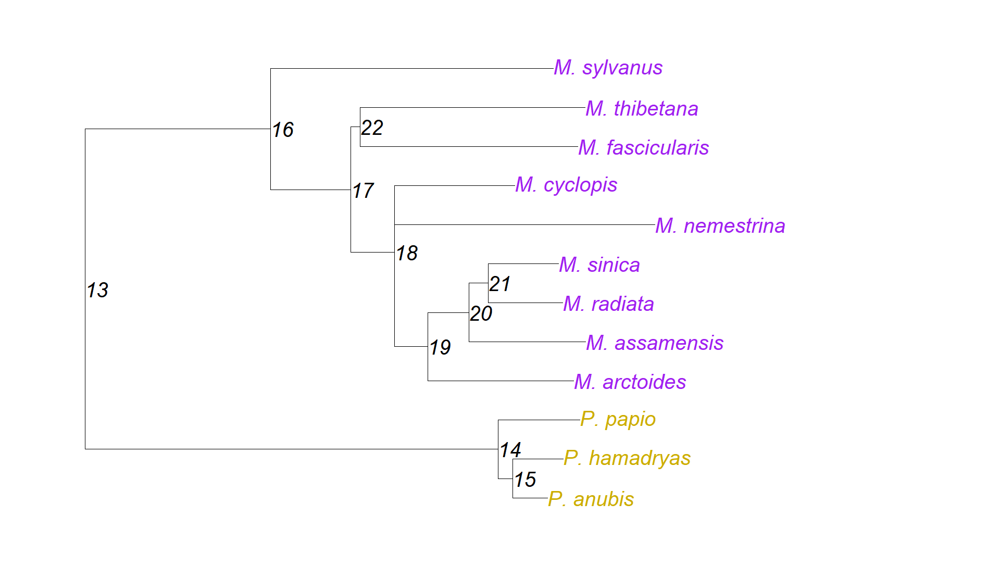 M. sylvanus
M. thibetana
22
16
M. fascicularis
M. cyclopis
17
M. nemestrina
18
M. sinica
21
13
M. radiata
20
M. assamensis
19
M. arctoides
P. papio
14
P. hamadryas
15
P. anubis